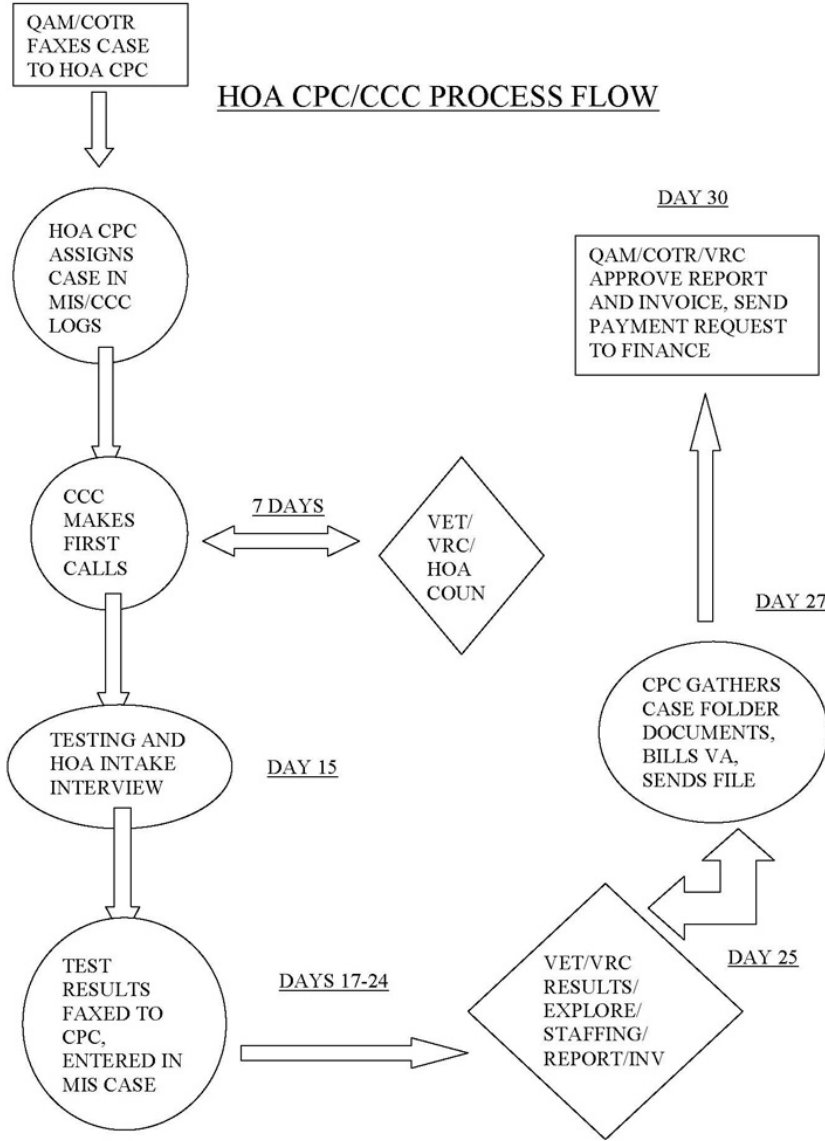 QAM/COTR
FAXES CASE
TO HOA CPC
HOA CPC/CCC PROCESS FLOW
HOA CPC
ASSIGNS
CASE IN
MIS/CCC
LOGS
CCC
MAKES
FIRST
CALLS
7 DAYS
VET/
VRC/
HOA
COUN
TESTING AND
HOA INTAKE
INTERVIEW
DAY 15
TEST
RESULTS
FAXED TO
CPC,
ENTERED IN
MIS CASE
DAYS 17-24
VET/VRC
RESULTS/
EXPLORE/
STAFFING/
REPORT/INV
DAY 25
CPC GATHERS
CASE FOLDER
DOCUMENTS,
BILLS VA,
SENDS FILE
DAY 27
DAY 30
QAM/COTR/VRC
APPROVE REPORT
AND INVOICE, SEND
PAYMENT REQUEST
TO FINANCE